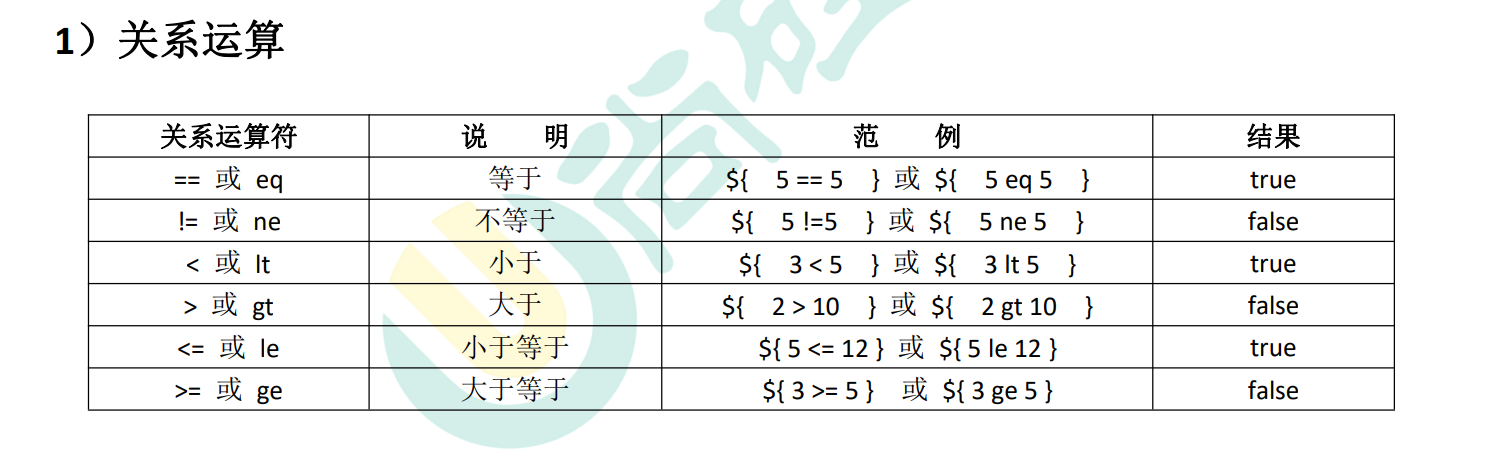 1）关系运算
关系运算符 说 明 范 例 结果
== 或 eq 等于 ${ 5 == 5 } 或 ${ 5 eq 5 } true
!= 或 ne 不等于 ${ 5 !=5 } 或 ${ 5 ne 5 } false
< 或 lt 小于 ${ 3 < 5 } 或 ${ 3 lt 5 } true
> 或 gt 大于 ${ 2 > 10 } 或 ${ 2 gt 10 } false
<= 或 le 小于等于 ${ 5 <= 12 } 或 ${ 5 le 12 } true
>= 或 ge 大于等于 ${ 3 >= 5 } 或 ${ 3 ge 5 } false
尚硅